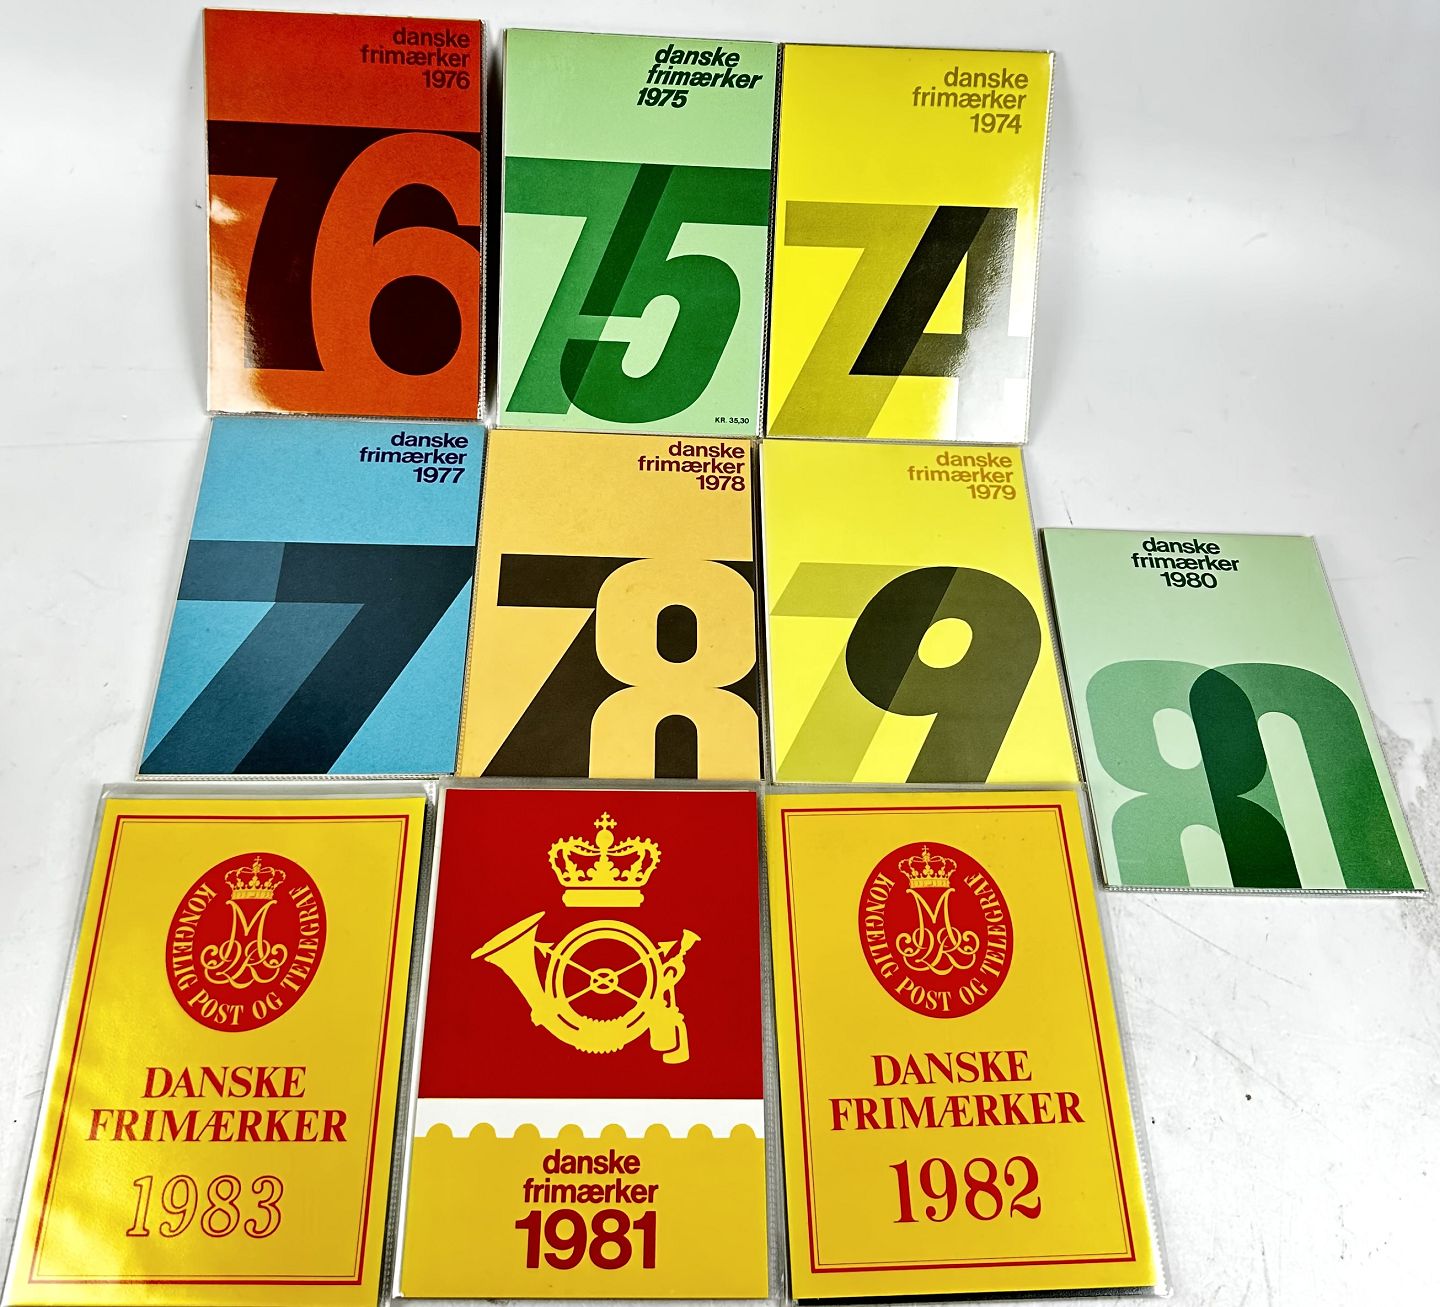 danske
frimærker
1976
76
danske
frimærker
1975
75
KR. 35,30
danske
frimærker
1974
74
danske
frimærker
1977
77
danske
frimærker
1978
78
danske
frimærker
1979
79
danske
frimærker
1980
80
KONGELIG POST OG TELEGRAF
DANSKE
FRIMÆRKER
1983
danske
frimærker
1981
KONGELIG POST OG TELEGRAF
DANSKE
FRIMÆRKER
1982